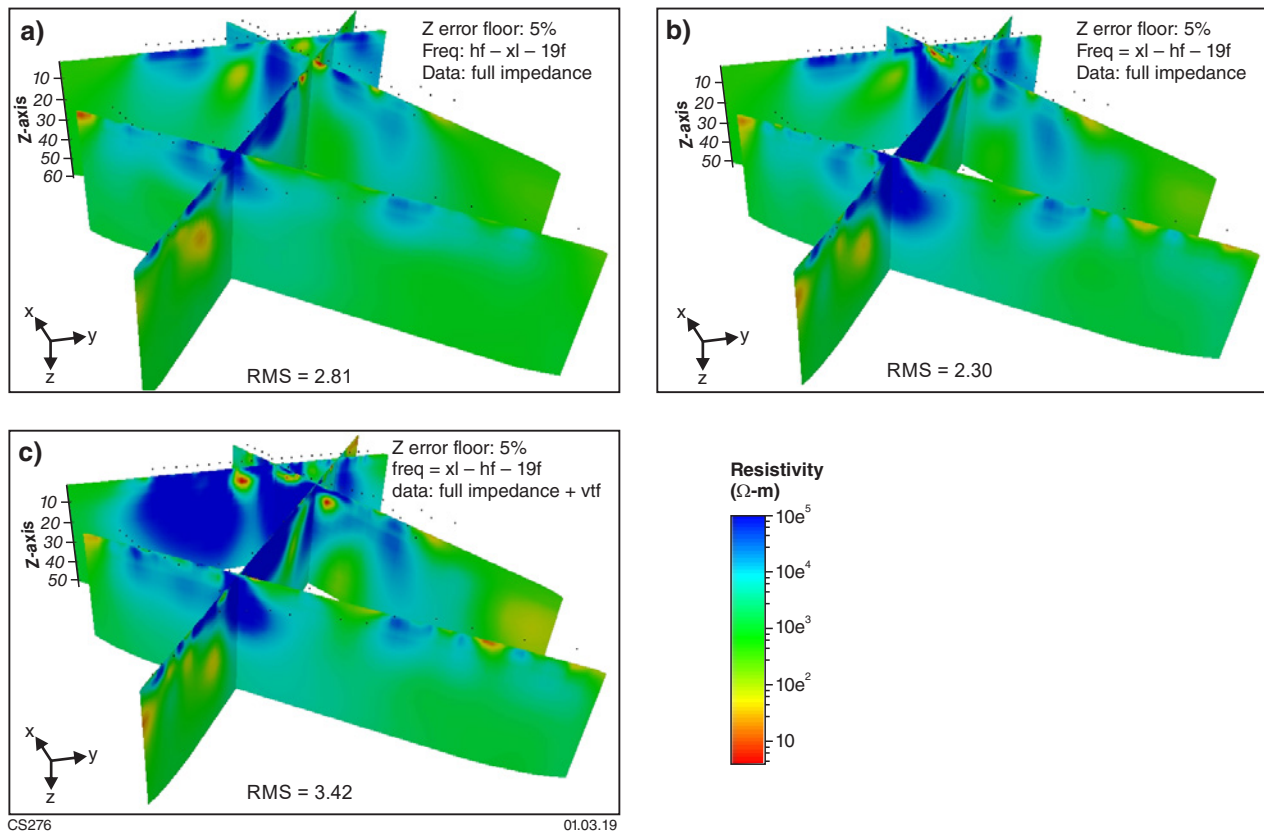 a)
Z error floor: 5%
Freq: hf – xl – 19f
Data: full impedance
Z-axis
10
20
30
40
50
60
x
y
z
RMS = 2.81
b)
Z error floor: 5%
Freq = xl – hf – 19f
Data: full impedance
Z-axis
10
20
30
40
50
x
y
z
RMS = 2.30
c)
Z error floor: 5%
freq = xl – hf – 19f
data: full impedance + vtf
Z-axis
10
20
30
40
50
x
y
z
RMS = 3.42
Resistivity
(Ω-m)
10e⁵
10e⁴
10e³
10e²
10
CS276
01.03.19